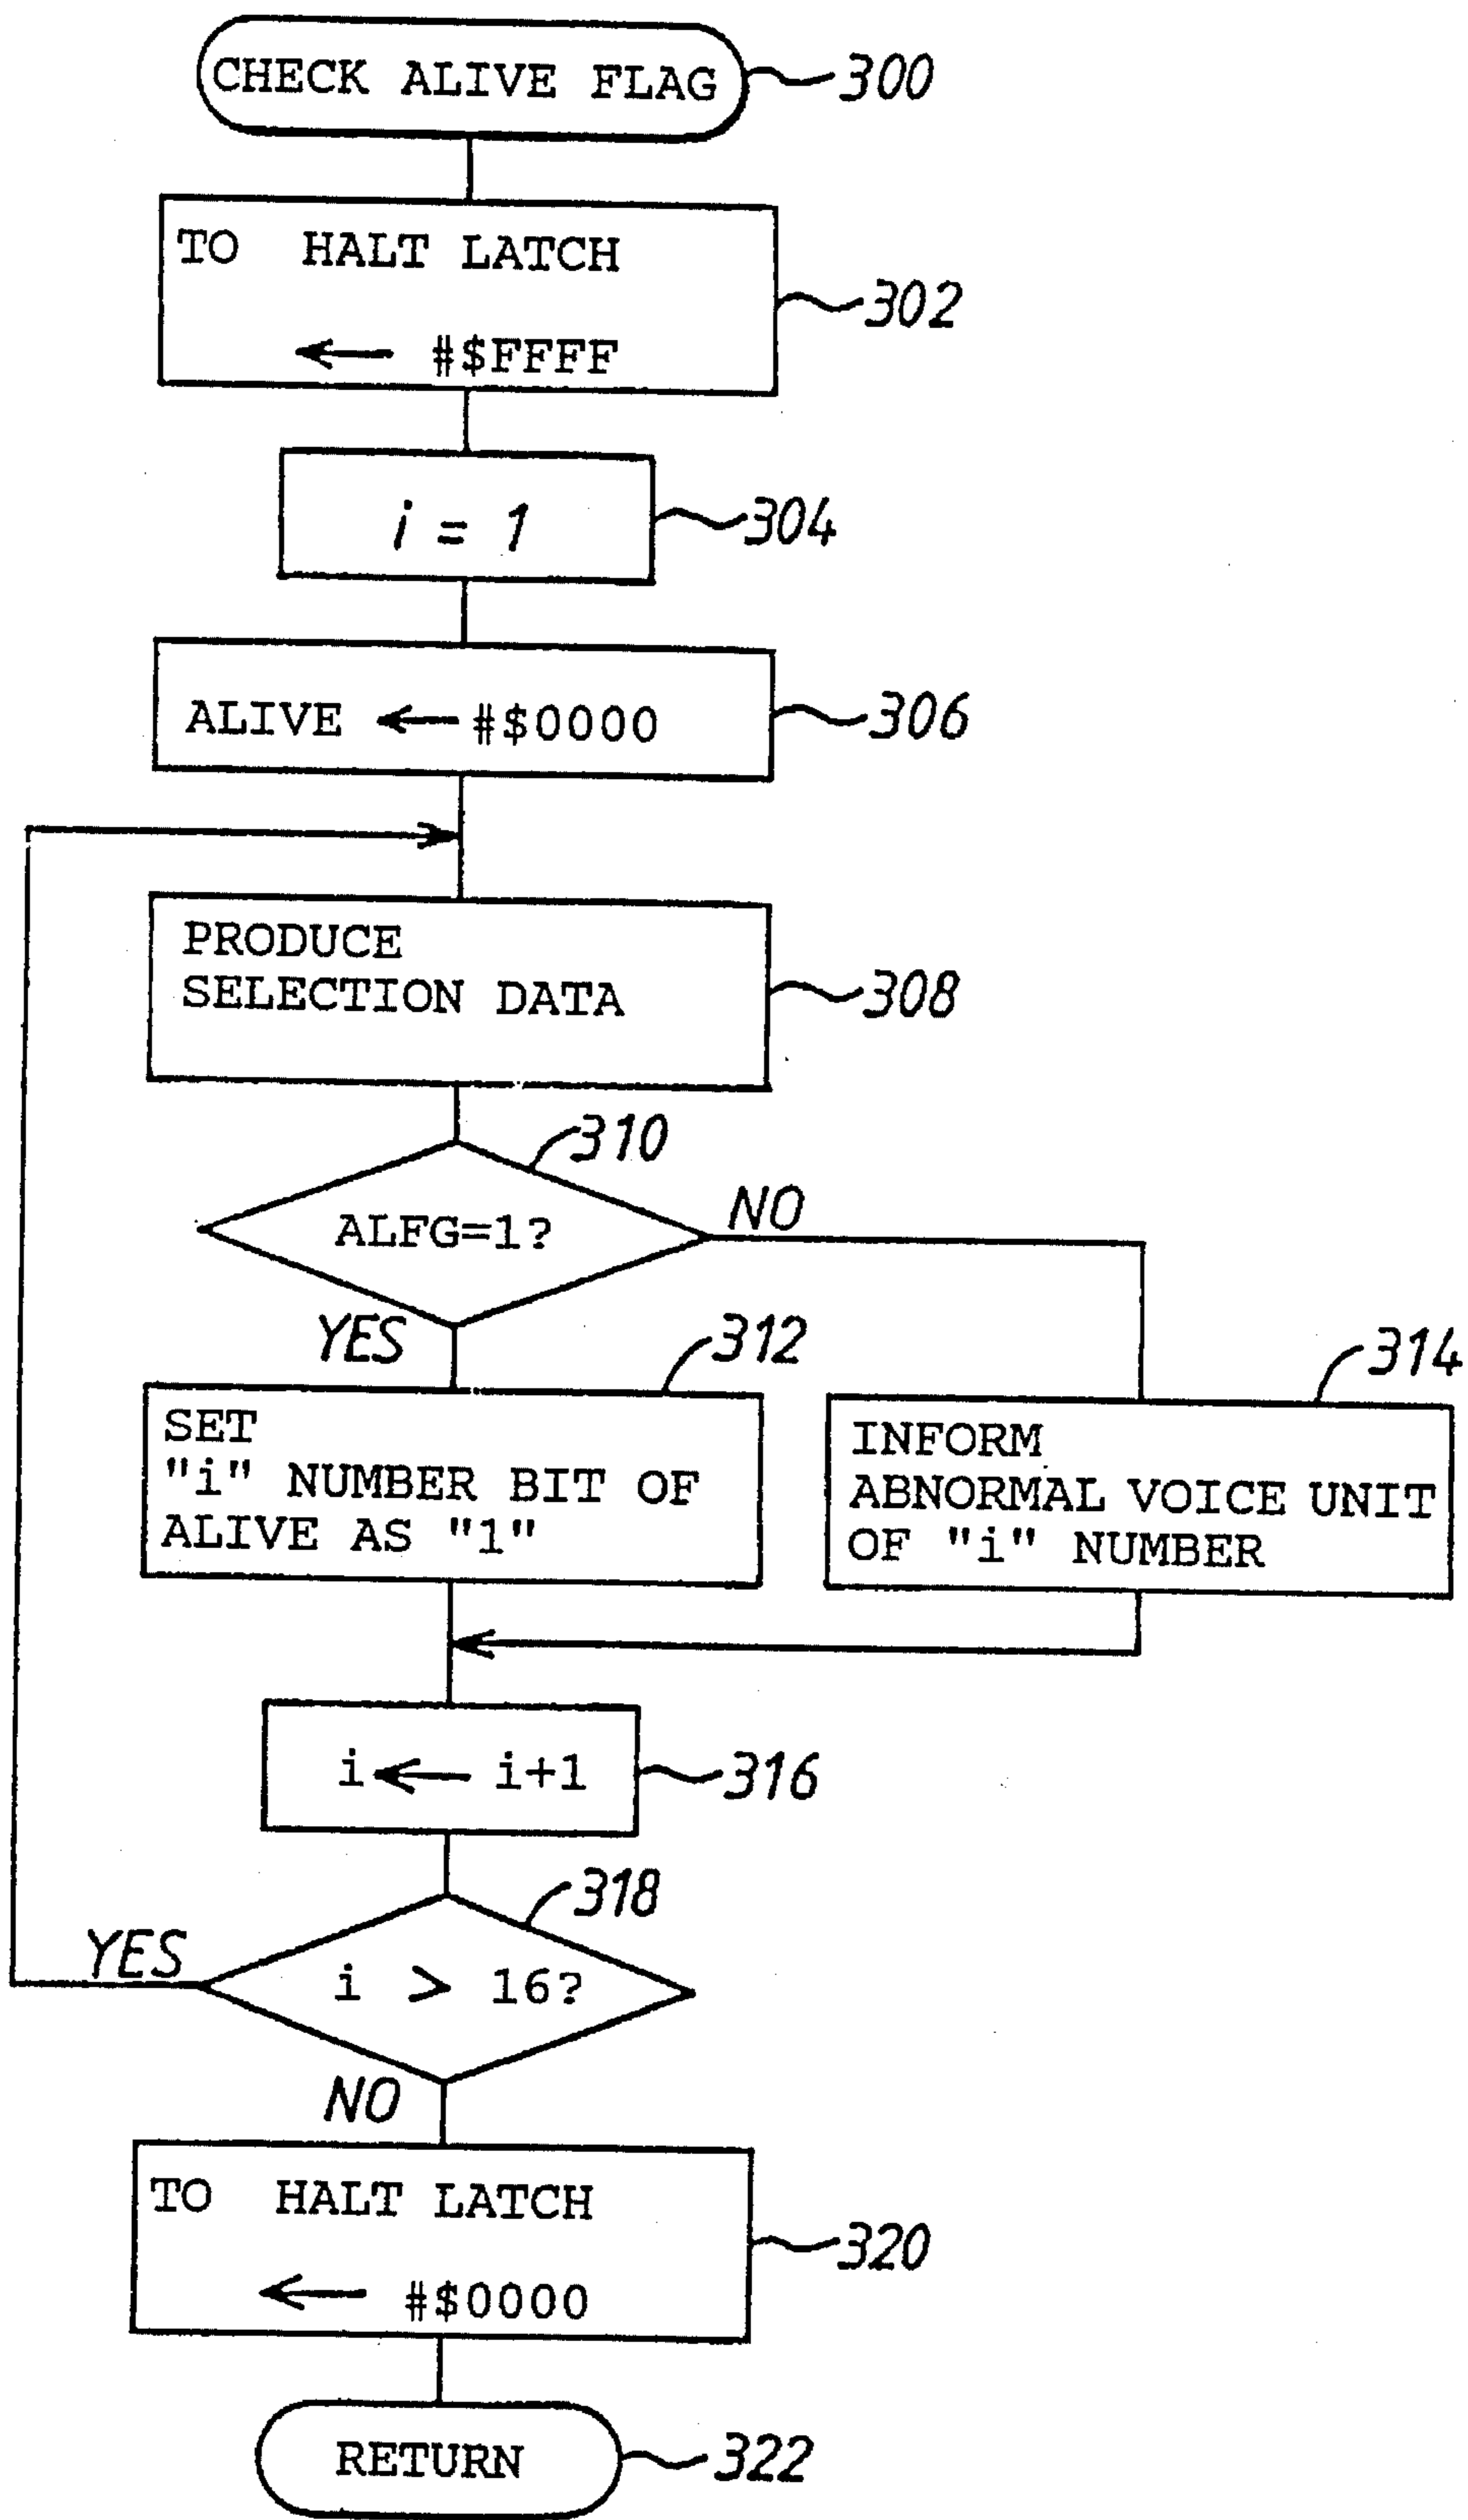 CHECK ALIVE FLAG
300
TO HALT LATCH
← #$FFFF
302
i = 1
304
ALIVE ← #$0000
306
PRODUCE
SELECTION DATA
308
310
ALFG=1?
NO
YES
312
SET
"i" NUMBER BIT OF
ALIVE AS "1"
314
INFORM
ABNORMAL VOICE UNIT
OF "i" NUMBER
i ← i+1
316
318
i > 16?
YES
NO
TO HALT LATCH
← #$0000
320
RETURN
322